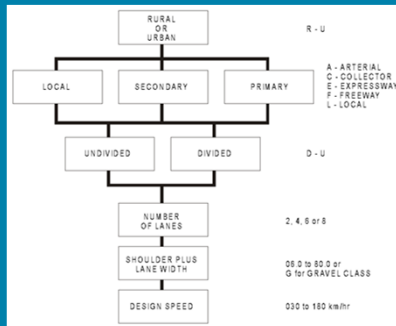 RURAL
OR
URBAN
R - U
LOCAL
SECONDARY
PRIMARY
A - ARTERIAL
C - COLLECTOR
E - EXPRESSWAY
F - FREEWAY
L - LOCAL
UNDIVIDED
DIVIDED
D - U
NUMBER
OF LANES
2, 4, 6 or 8
SHOULDER PLUS
LANE WIDTH
06.0 to 80.0 or
G for GRAVEL CLASS
DESIGN SPEED
030 to 180 km/hr